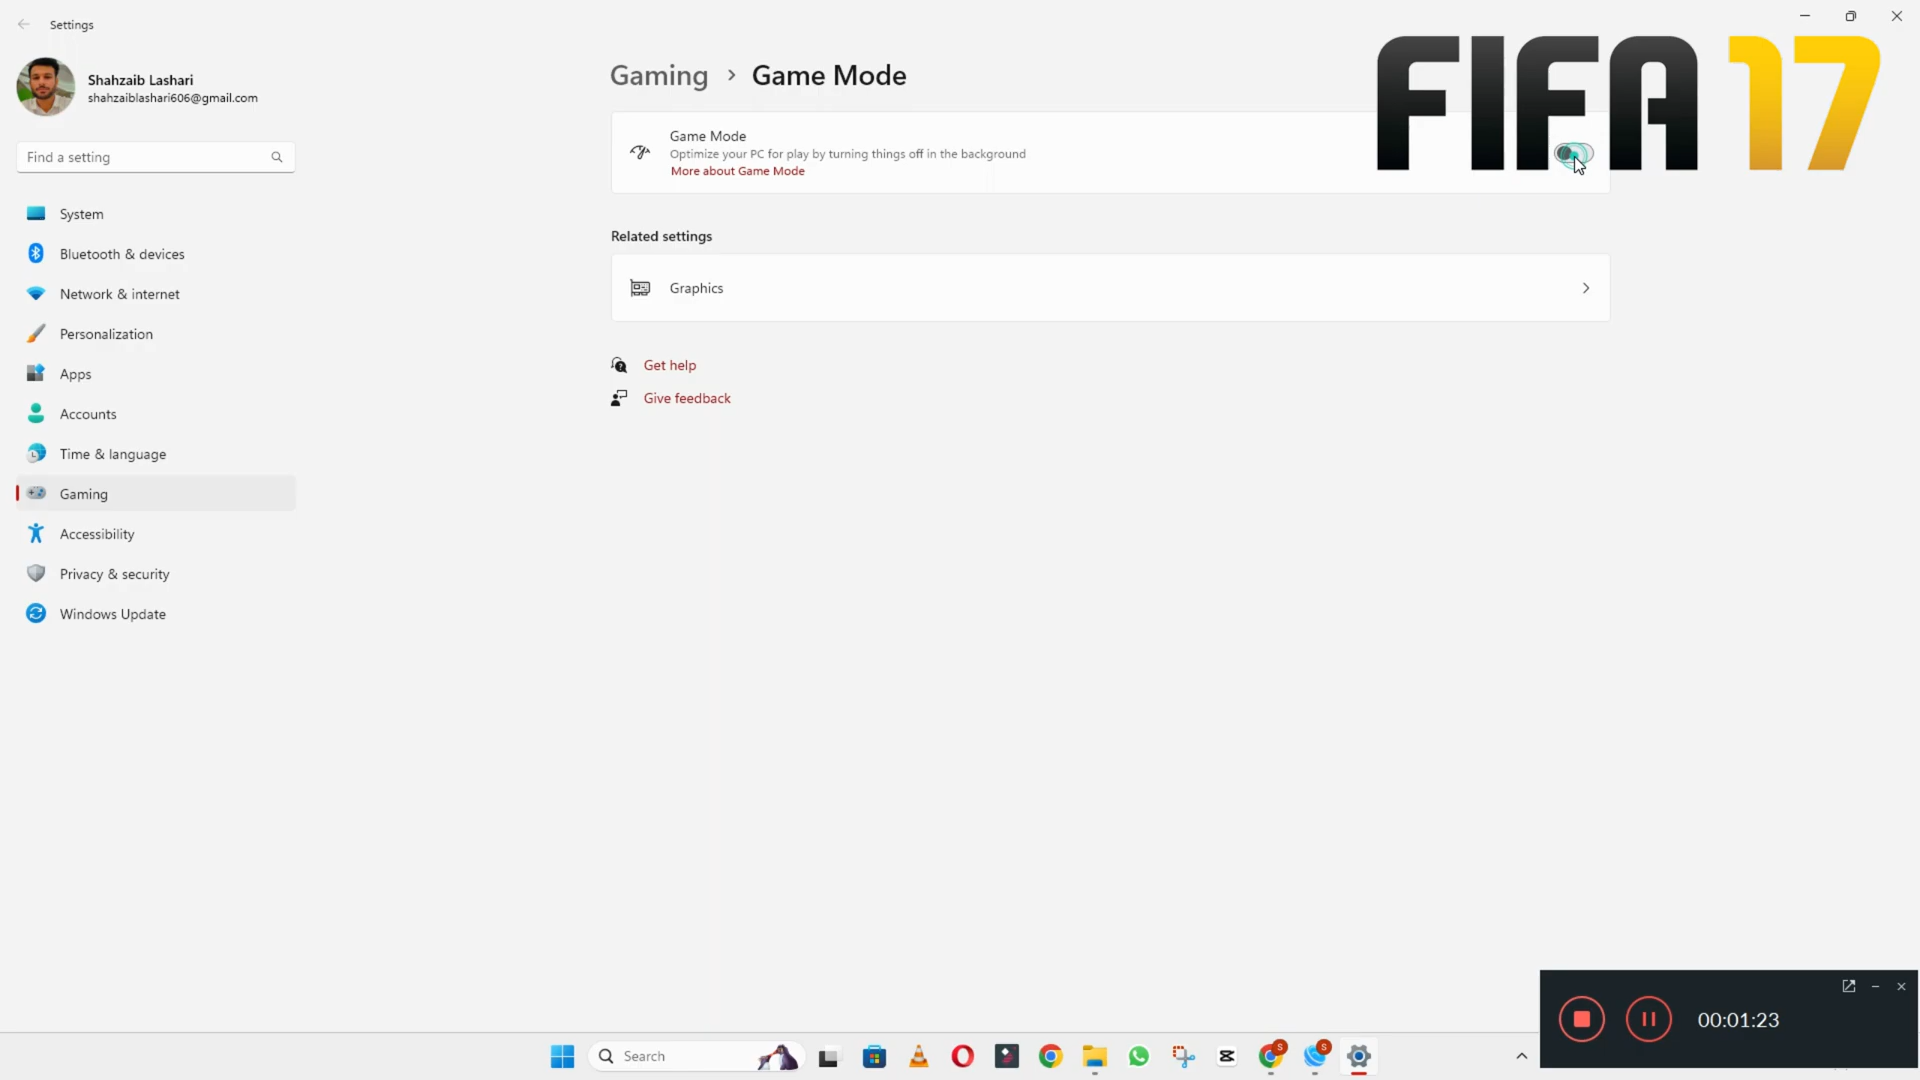 Settings
Shahzaib Lashari
shahzaiblashari606@gmail.com
Find a setting
System
Bluetooth & devices
Network & internet
Personalization
Apps
Accounts
Time & language
Gaming
Accessibility
Privacy & security
Windows Update
Gaming > Game Mode
Game Mode
Optimize your PC for play by turning things off in the background
More about Game Mode
FIFA 17
Related settings
Graphics
Get help
Give feedback
Search
S
S
00:01:23